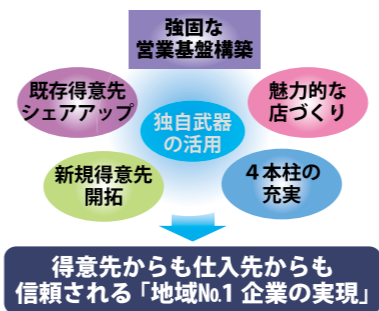 強固な
営業基盤構築
既存得意先
シェアアップ
魅力的な
店づくり
独自武器
の活用
新規得意先
開拓
4本柱の
充実
得意先からも仕入先からも
信頼される「地域№1 企業の実現」